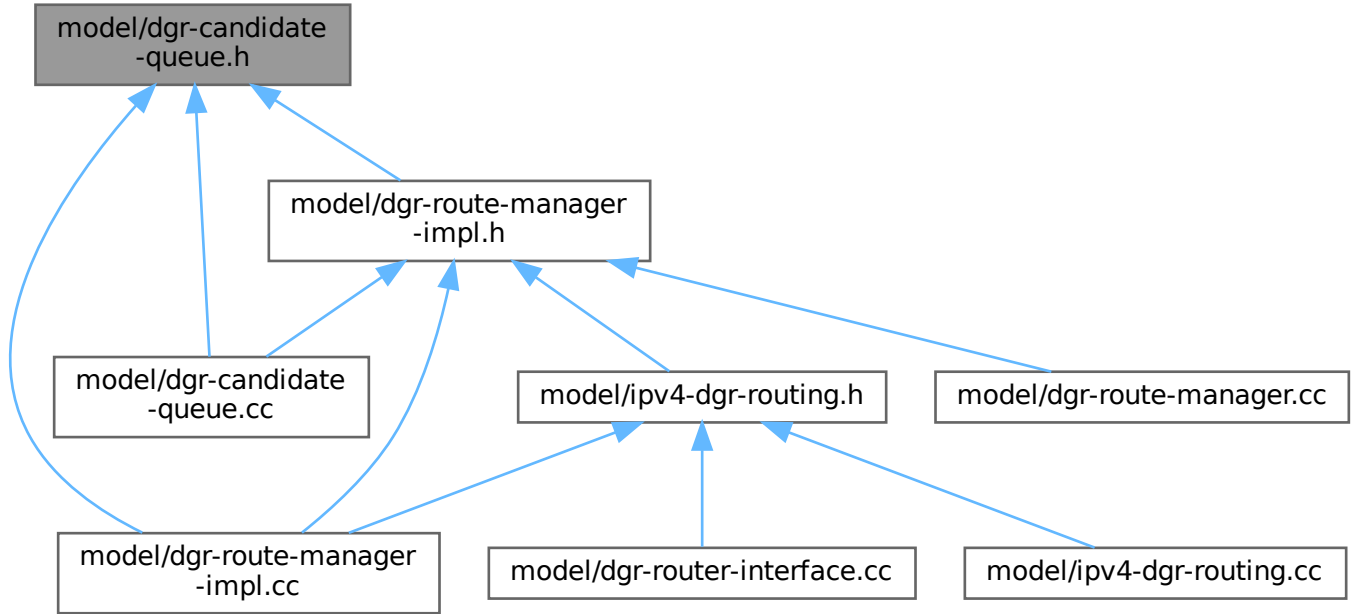 model/dgr-candidate
-queue.h
model/dgr-route-manager
-impl.h
model/dgr-candidate
-queue.cc
model/ipv4-dgr-routing.h
model/dgr-route-manager.cc
model/dgr-route-manager
-impl.cc
model/dgr-router-interface.cc
model/ipv4-dgr-routing.cc